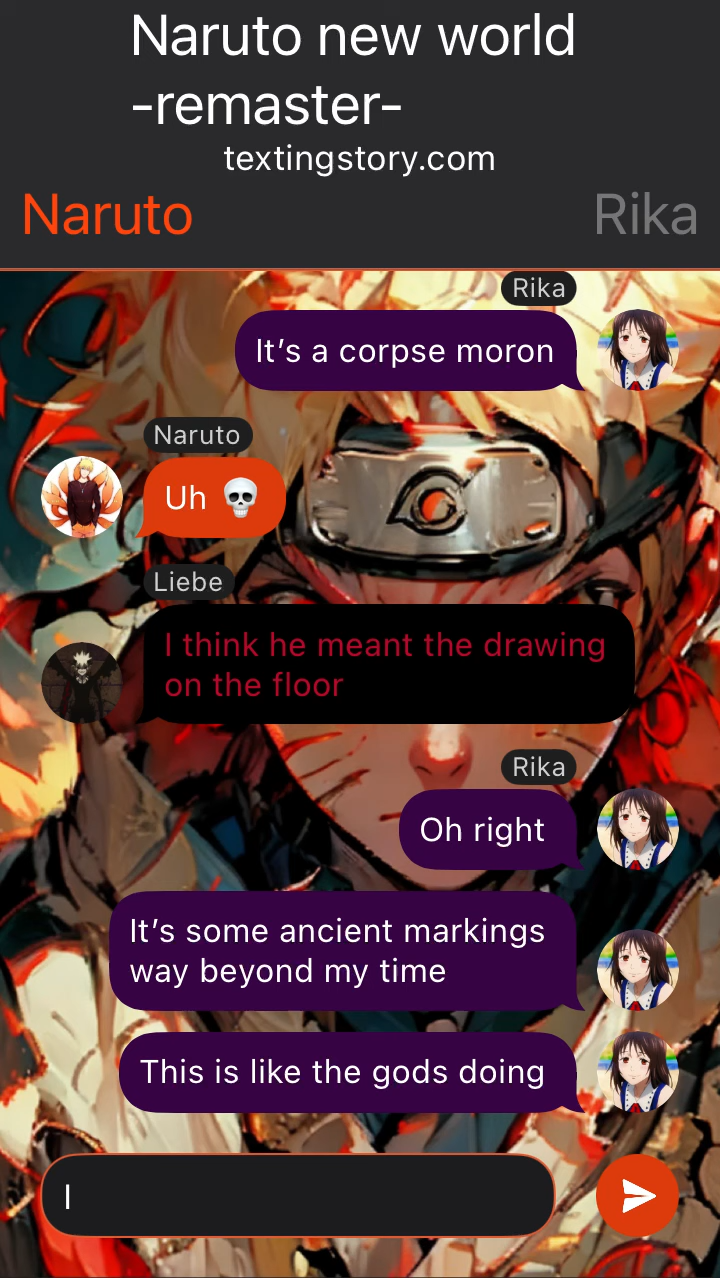 Naruto new world
-remaster-
textingstory.com
Naruto
Rika
Rika
It’s a corpse moron
Naruto
Uh 💀
Liebe
I think he meant the drawing
on the floor
Rika
Oh right
It’s some ancient markings
way beyond my time
This is like the gods doing